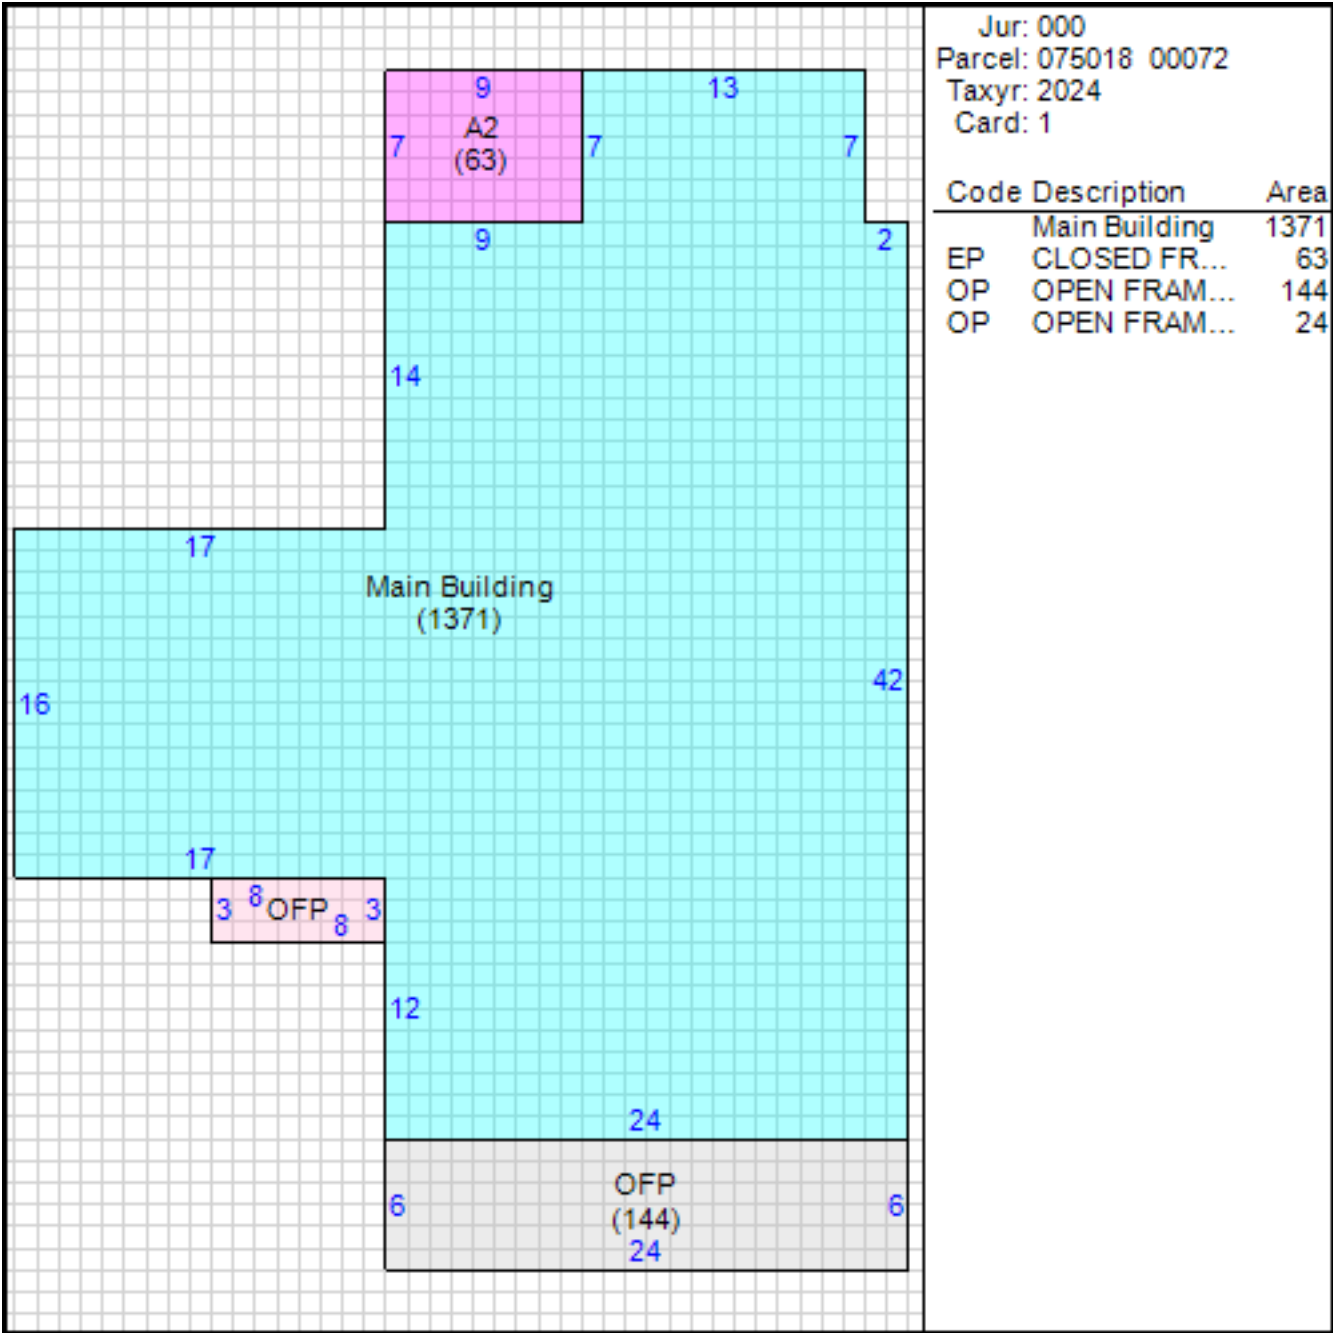 Jur: 000
Parcel: 075018 00072
Taxyr: 2024
Card: 1
Code Description Area
Main Building 1371
EP CLOSED FR... 63
OP OPEN FRAM... 144
OP OPEN FRAM... 24
9
13
A2
(63)
7
7
7
9
2
14
17
Main Building
(1371)
42
16
17
3
8
OFP
8
3
12
24
OFP
(144)
6
6
24